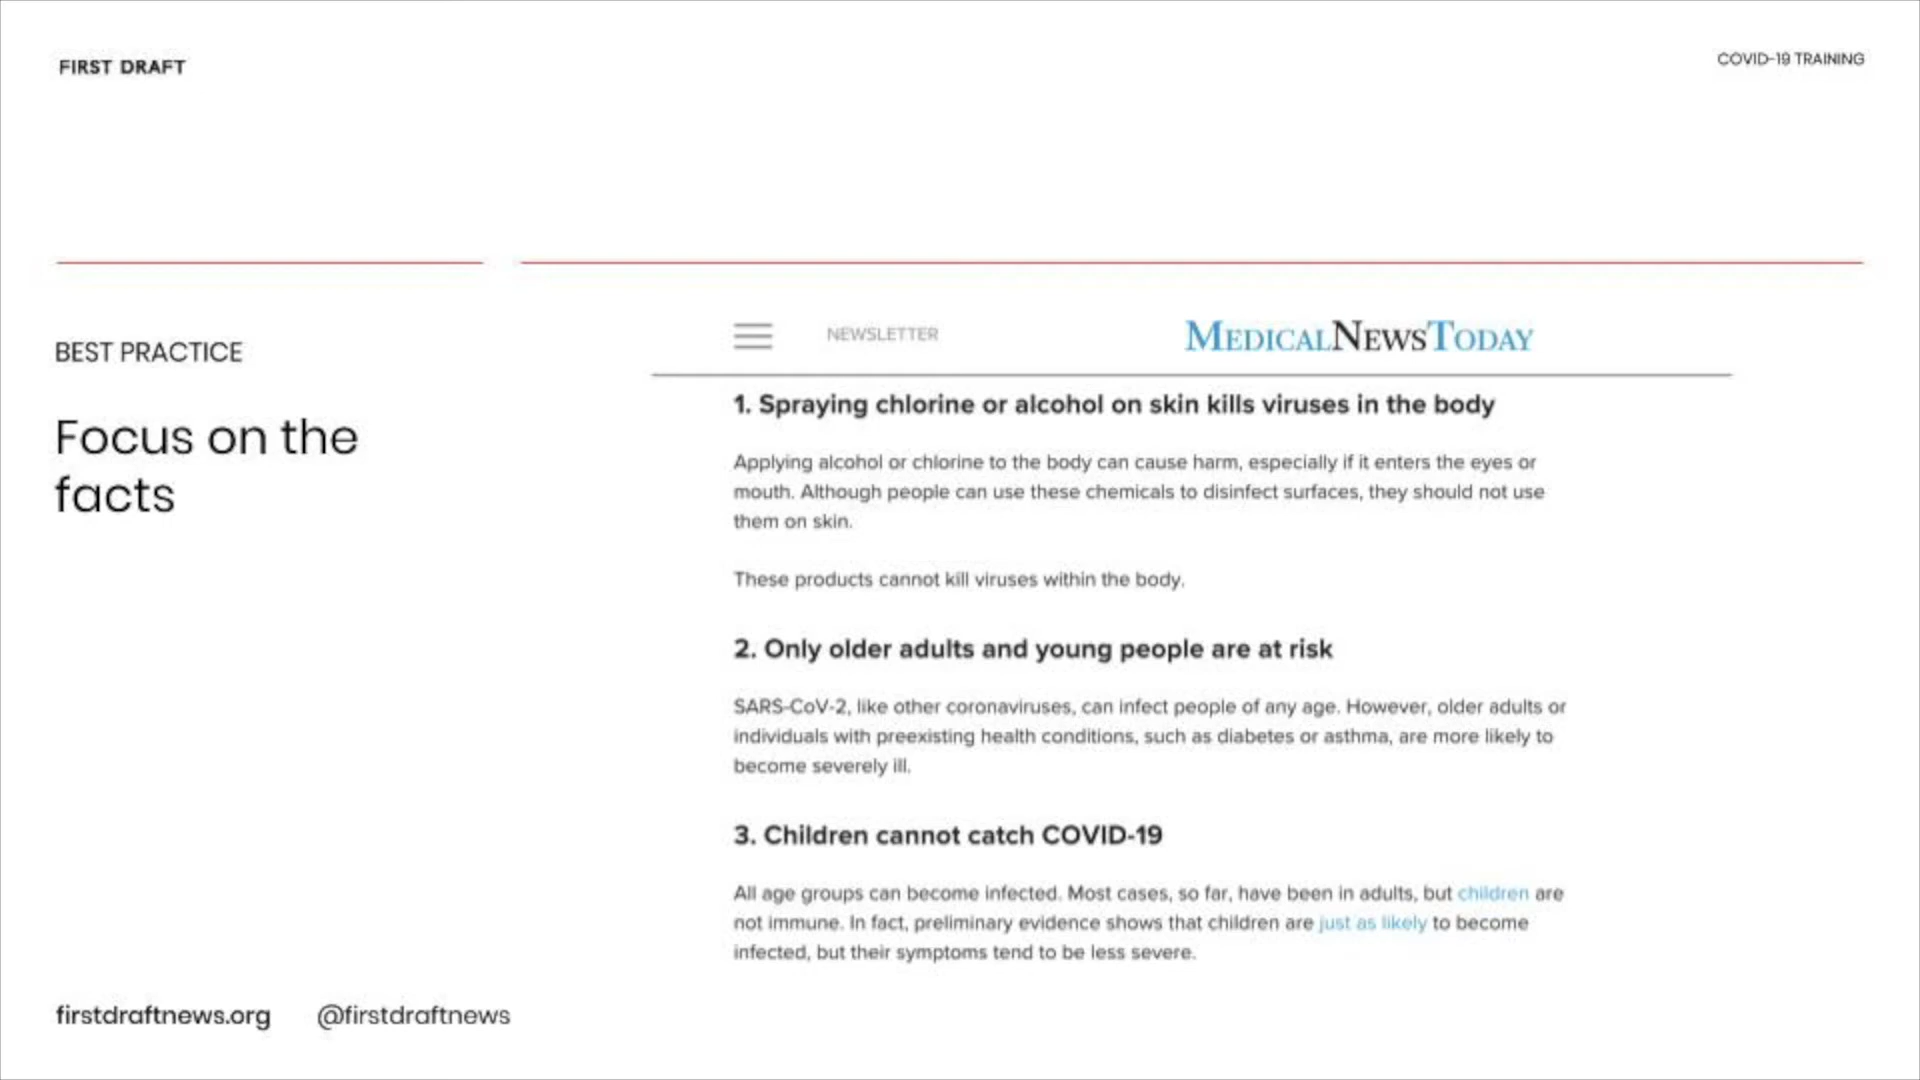 FIRST DRAFT
COVID-19 TRAINING
BEST PRACTICE
Focus on the
facts
NEWSLETTER
MEDICALNEWSTODAY
1. Spraying chlorine or alcohol on skin kills viruses in the body
Applying alcohol or chlorine to the body can cause harm, especially if it enters the eyes or
mouth. Although people can use these chemicals to disinfect surfaces, they should not use
them on skin.
These products cannot kill viruses within the body.
2. Only older adults and young people are at risk
SARS-CoV-2, like other coronaviruses, can infect people of any age. However, older adults or
individuals with preexisting health conditions, such as diabetes or asthma, are more likely to
become severely ill.
3. Children cannot catch COVID-19
All age groups can become infected. Most cases, so far, have been in adults, but children are
not immune. In fact, preliminary evidence shows that children are just as likely to become
infected, but their symptoms tend to be less severe.
firstdraftnews.org
@firstdraftnews